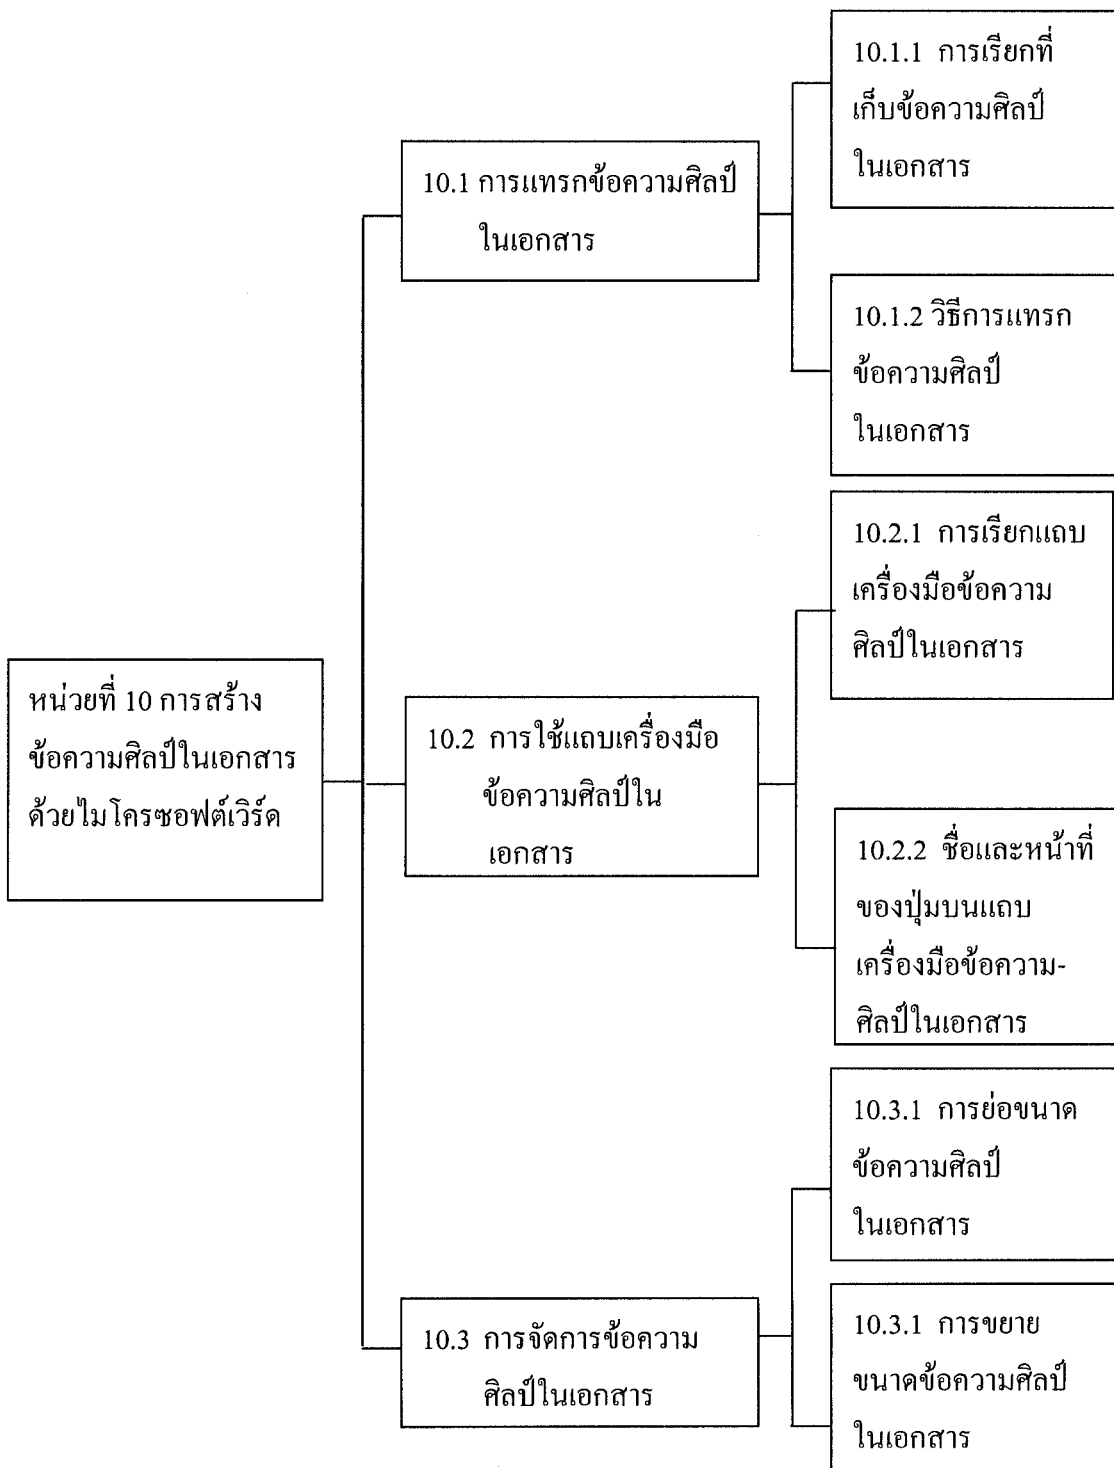 หน่วยที่ 10 การสร้าง
ข้อความศิลป์ในเอกสาร
ด้วยไมโครซอฟต์เวิร์ด
10.1 การแทรกข้อความศิลป์
ในเอกสาร
10.1.1 การเรียกที่
เก็บข้อความศิลป์
ในเอกสาร
10.1.2 วิธีการแทรก
ข้อความศิลป์
ในเอกสาร
10.2 การใช้แถบเครื่องมือ
ข้อความศิลป์ใน
เอกสาร
10.2.1 การเรียกแถบ
เครื่องมือข้อความ
ศิลป์ในเอกสาร
10.2.2 ชื่อและหน้าที่
ของปุ่มบนแถบ
เครื่องมือข้อความ-
ศิลป์ในเอกสาร
10.3 การจัดการข้อความ
ศิลป์ในเอกสาร
10.3.1 การย่อขนาด
ข้อความศิลป์
ในเอกสาร
10.3.1 การขยาย
ขนาดข้อความศิลป์
ในเอกสาร